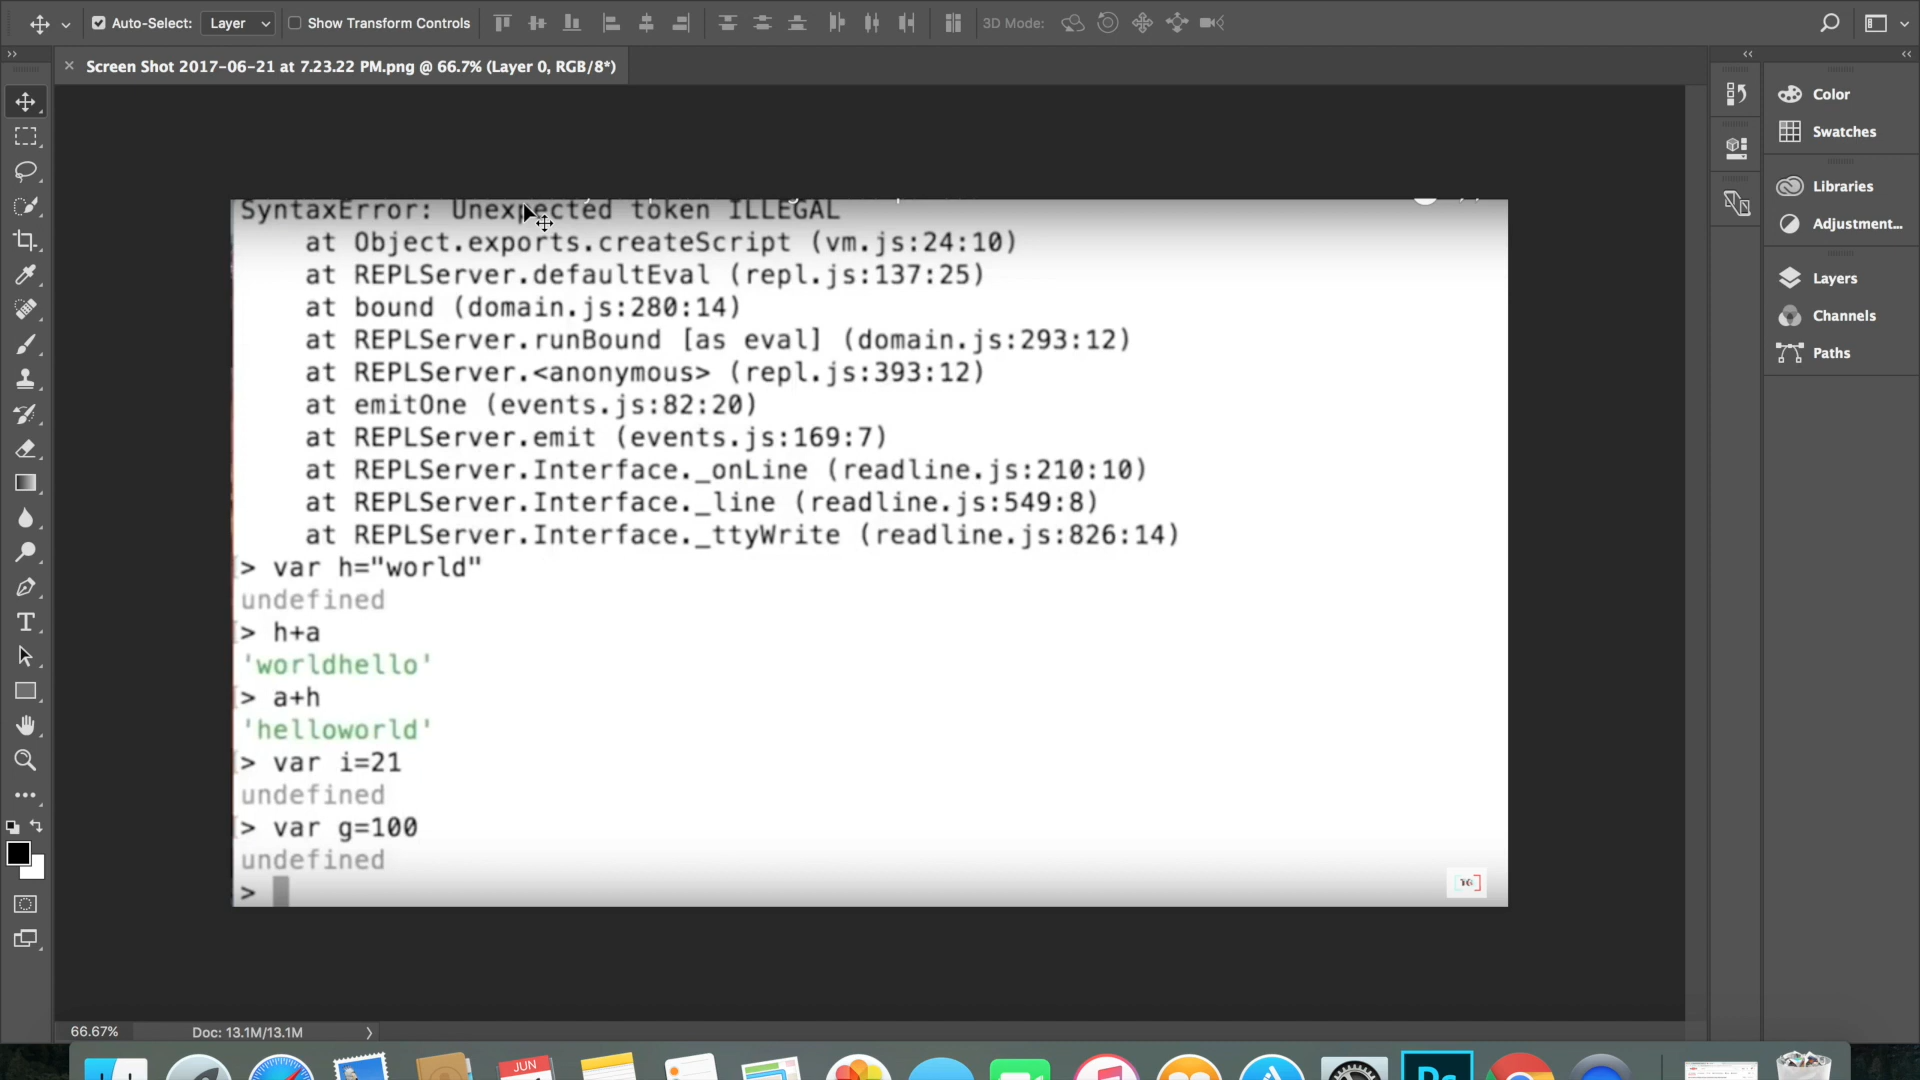 Auto-Select: Layer Show Transform Controls 3D Mode:
Screen Shot 2017-06-21 at 7.23.22 PM.png @ 66.7% (Layer 0, RGB/8*)
Color
Swatches
Libraries
Adjustment...
Layers
Channels
Paths
SyntaxError: Unexpected token ILLEGAL
at Object.exports.createScript (vm.js:24:10)
at REPLServer.defaultEval (repl.js:137:25)
at bound (domain.js:280:14)
at REPLServer.runBound [as eval] (domain.js:293:12)
at REPLServer.<anonymous> (repl.js:393:12)
at emitOne (events.js:82:20)
at REPLServer.emit (events.js:169:7)
at REPLServer.Interface._onLine (readline.js:210:10)
at REPLServer.Interface._line (readline.js:549:8)
at REPLServer.Interface._ttyWrite (readline.js:826:14)
> var h="world"
undefined
> h+a
'worldhello'
> a+h
'helloworld'
> var i=21
undefined
> var g=100
undefined
>
66.67% Doc: 13.1M/13.1M
JUN
Ps